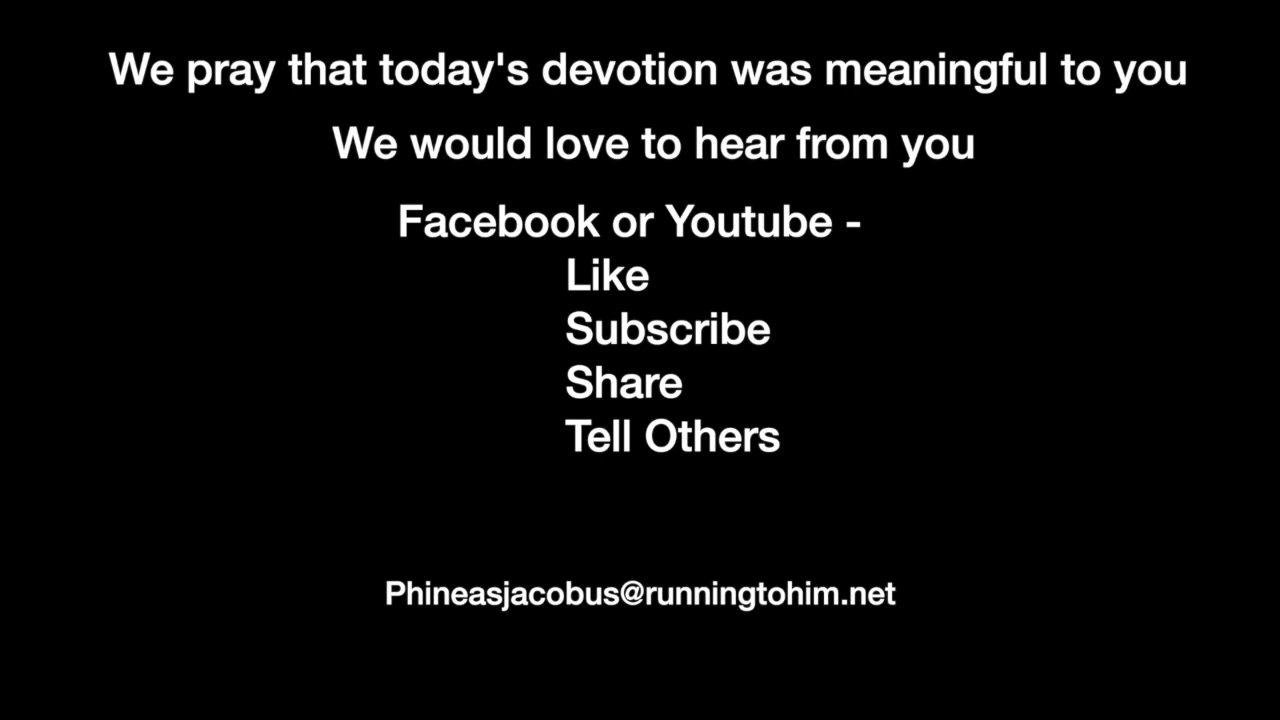 We pray that today's devotion was meaningful to you
We would love to hear from you
Facebook or Youtube -
Like
Subscribe
Share
Tell Others
Phineasjacobus@runningtohim.net